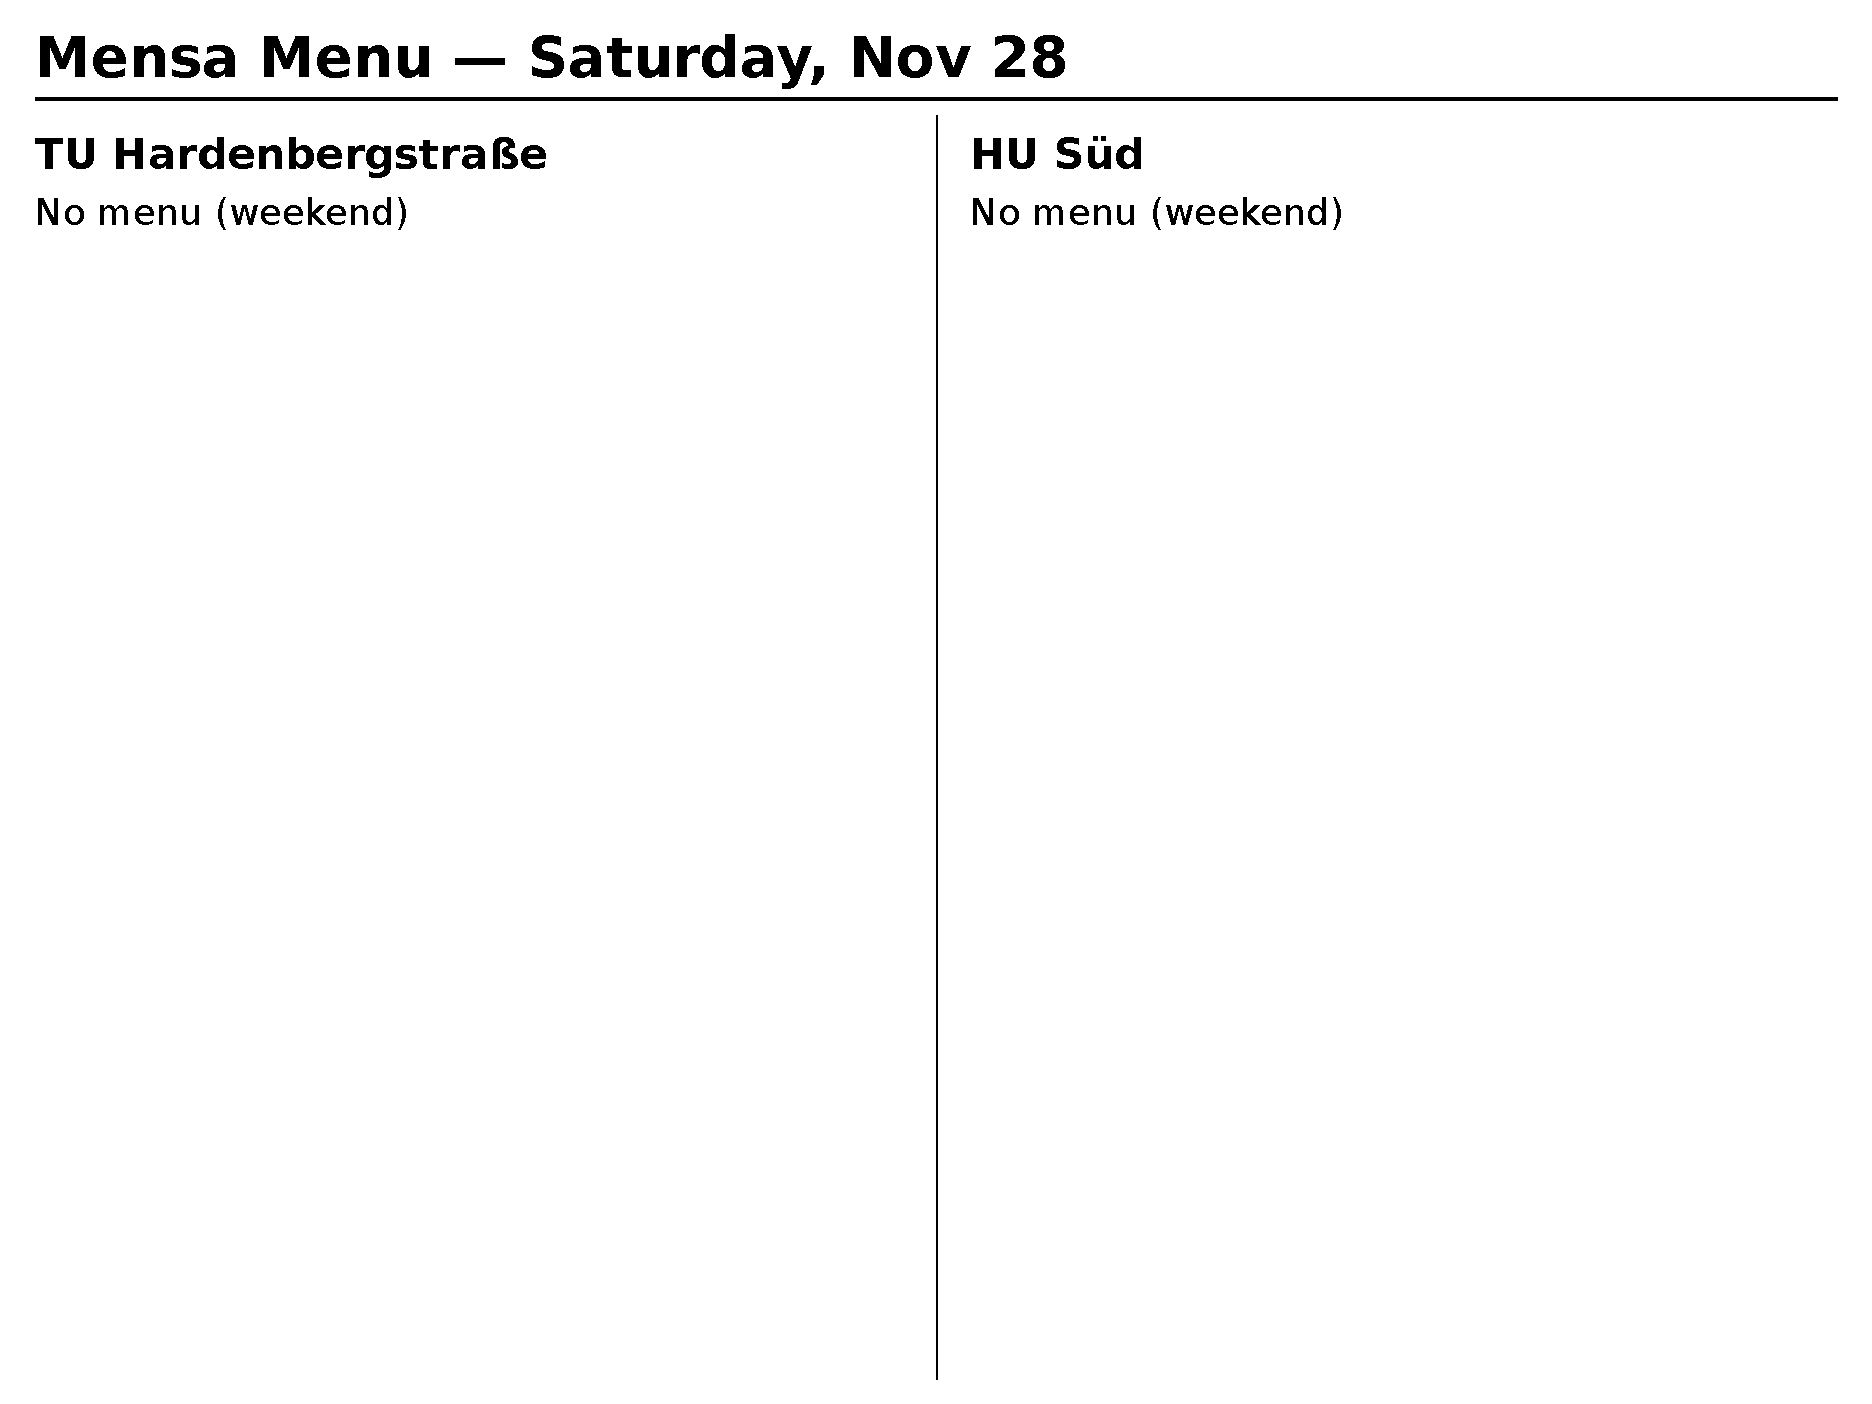 Mensa Menu — Saturday, Nov 28
TU Hardenbergstraße
No menu (weekend)
HU Süd
No menu (weekend)